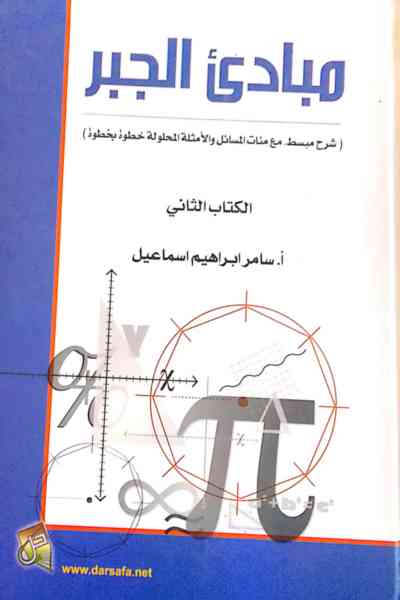 مبادئ الجبر
( شرح مبسط. مع مئات المسائل والأمثلة المحلولة خطوة بخطوة )
الكتاب الثاني
أ. سامر ابراهيم اسماعيل
x
π
∞
≈
www.darsafa.net